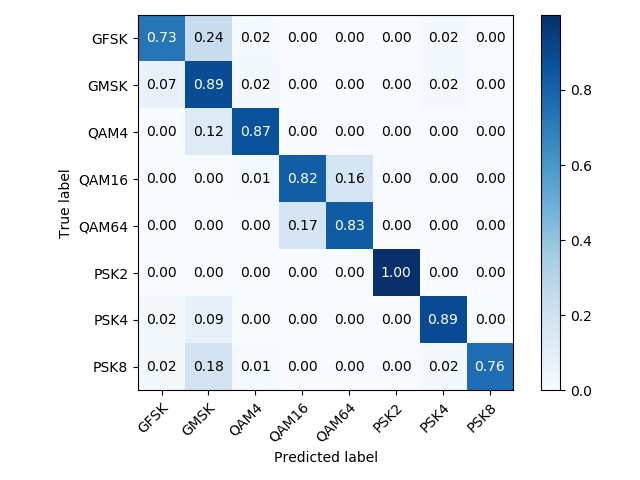 GFSK 0.73 0.24 0.02 0.00 0.00 0.00 0.02 0.00
GMSK 0.07 0.89 0.02 0.00 0.00 0.00 0.02 0.00
QAM4 0.00 0.12 0.87 0.00 0.00 0.00 0.00 0.00
QAM16 0.00 0.00 0.01 0.82 0.16 0.00 0.00 0.00
QAM64 0.00 0.00 0.00 0.17 0.83 0.00 0.00 0.00
PSK2 0.00 0.00 0.00 0.00 0.00 1.00 0.00 0.00
PSK4 0.02 0.09 0.00 0.00 0.00 0.00 0.89 0.00
PSK8 0.02 0.18 0.01 0.00 0.00 0.00 0.02 0.76
GFSK GMSK QAM4 QAM16 QAM64 PSK2 PSK4 PSK8
Predicted label
True label
0.8
0.6
0.4
0.2
0.0